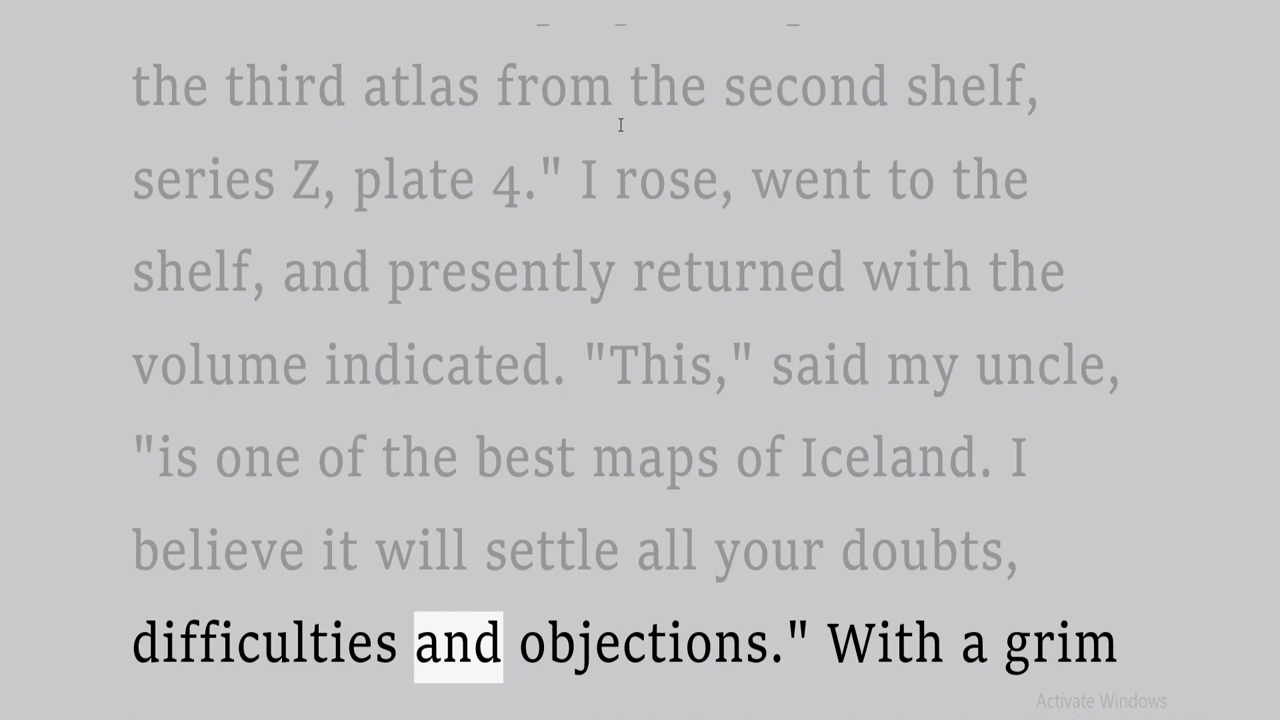 the third atlas from the second shelf,
series Z, plate 4." I rose, went to the
shelf, and presently returned with the
volume indicated. "This," said my uncle,
"is one of the best maps of Iceland. I
believe it will settle all your doubts,
difficulties and objections." With a grim
Activate Windows